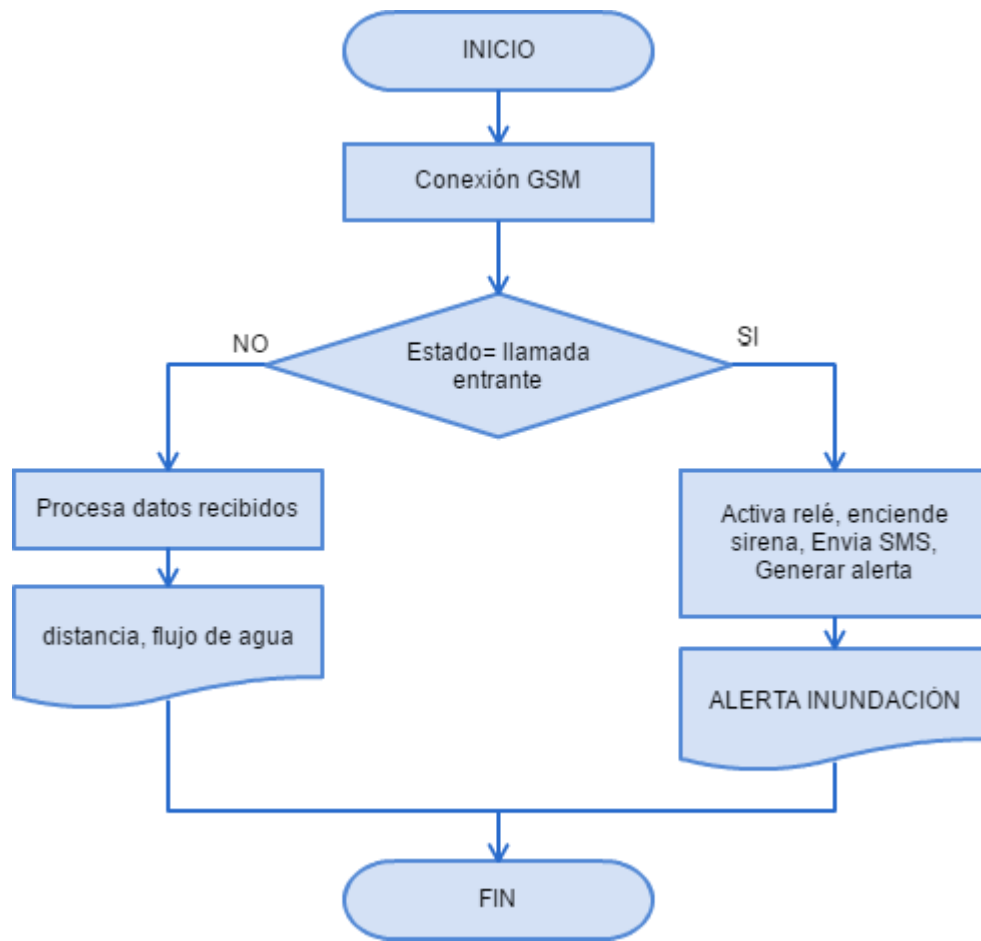 INICIO
Conexión GSM
Estado= llamada
entrante
NO
SI
Procesa datos recibidos
distancia, flujo de agua
Activa relé, enciende
sirena, Envia SMS,
Generar alerta
ALERTA INUNDACIÓN
FIN